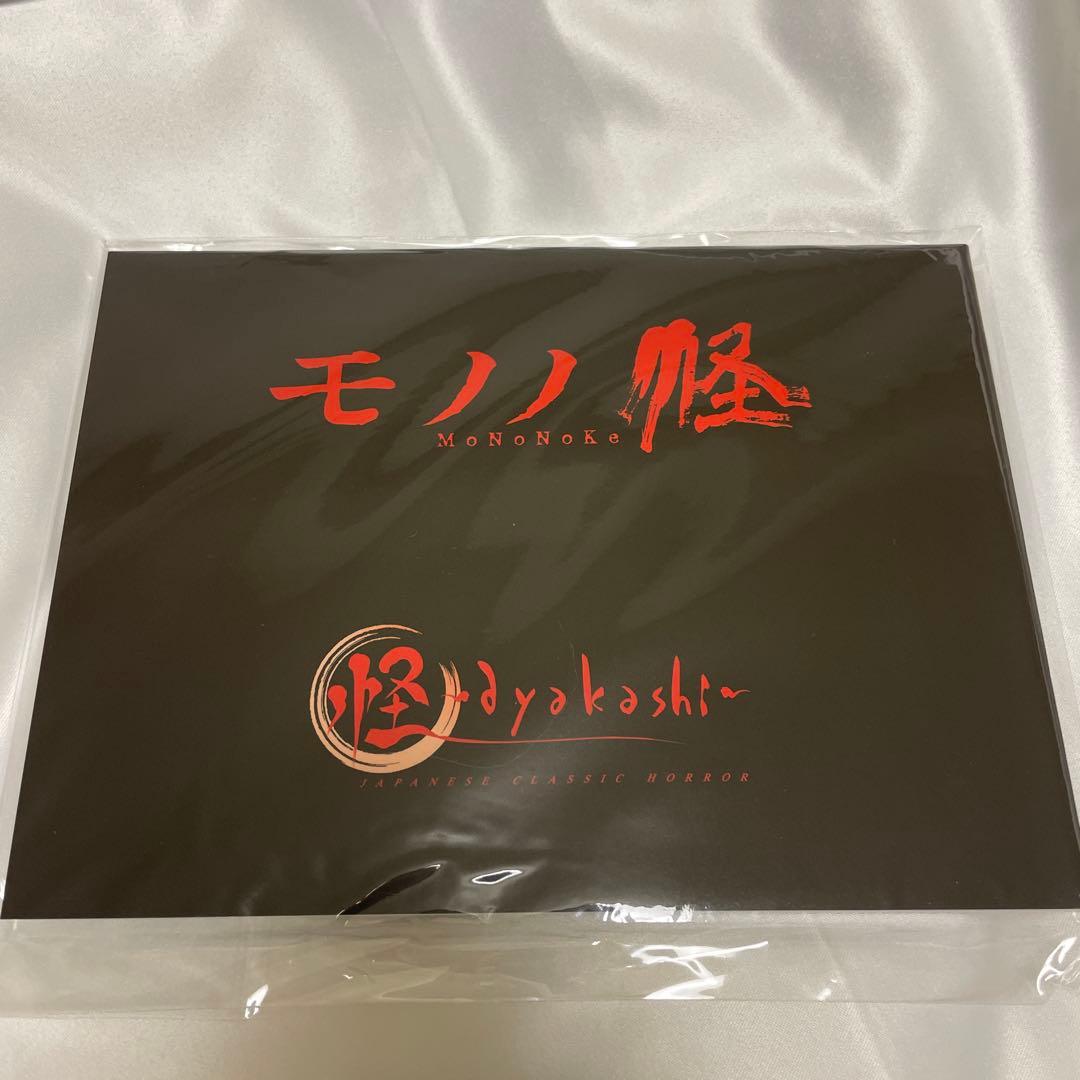 モノノ怪
MoNoNoKe
怪~ayakashi~
JAPANESE CLASSIC HORROR